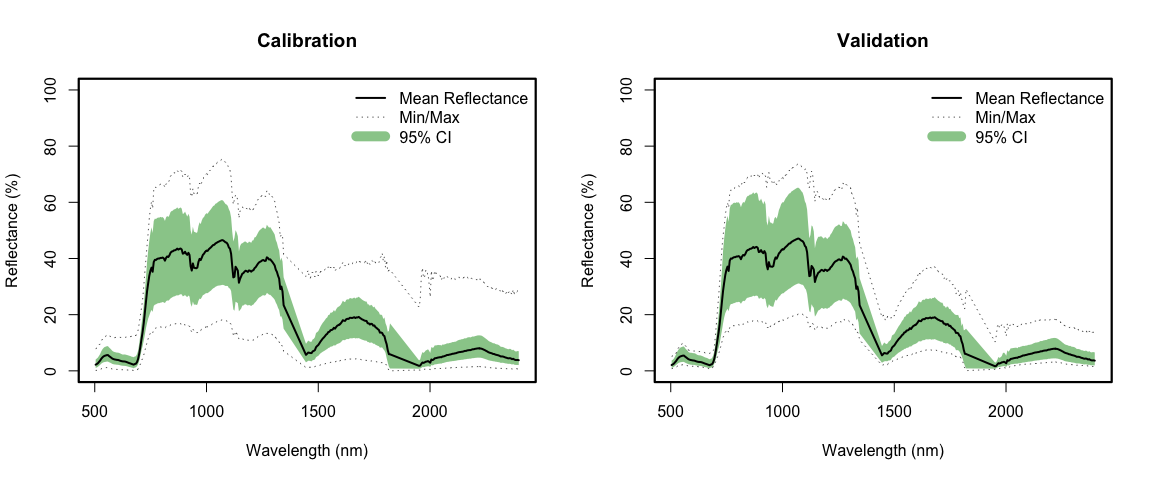 Calibration
Reflectance (%)
100
80
60
40
20
0
Mean Reflectance
Min/Max
95% CI
500 1000 1500 2000
Wavelength (nm)
Validation
Reflectance (%)
100
80
60
40
20
0
Mean Reflectance
Min/Max
95% CI
500 1000 1500 2000
Wavelength (nm)